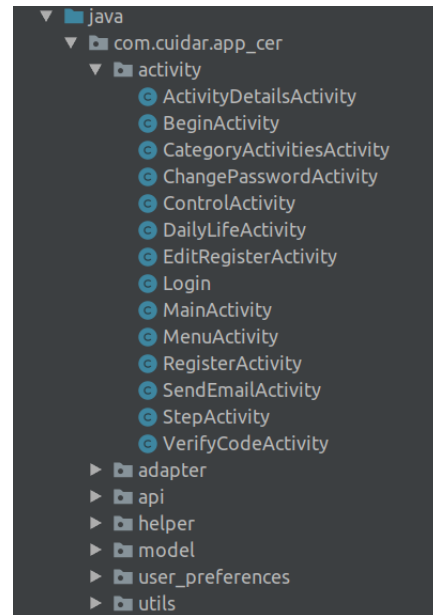 java
com.cuidar.app_cer
activity
ActivityDetailsActivity
BeginActivity
CategoryActivitiesActivity
ChangePasswordActivity
ControlActivity
DailyLifeActivity
EditRegisterActivity
Login
MainActivity
MenuActivity
RegisterActivity
SendEmailActivity
StepActivity
VerifyCodeActivity
adapter
api
helper
model
user_preferences
utils